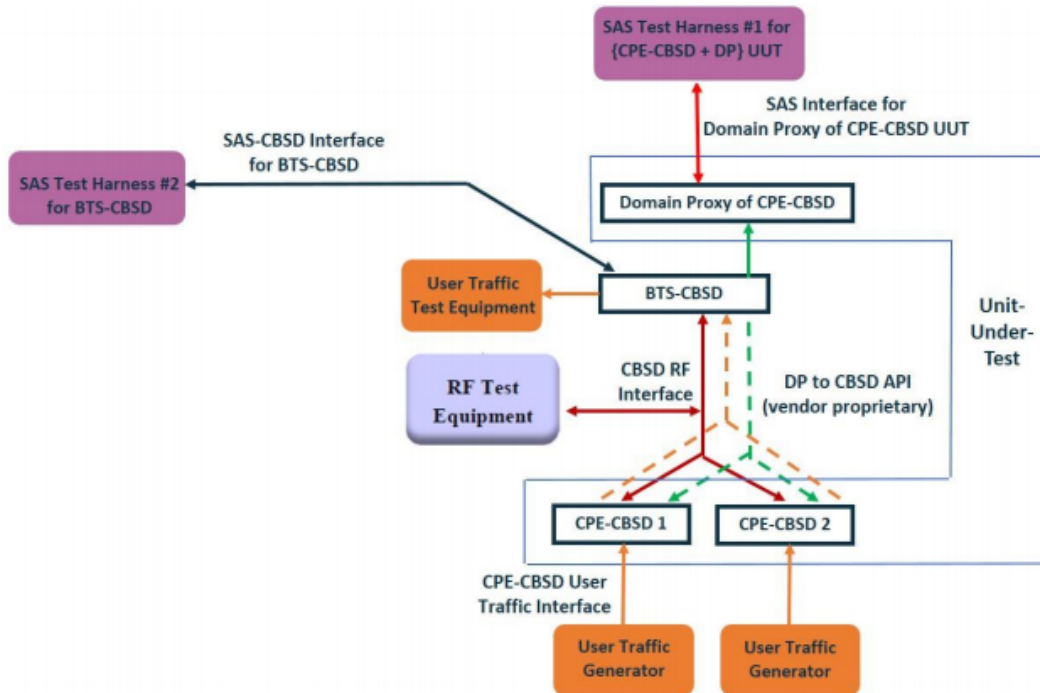 SAS Test Harness #1 for
{CPE-CBSD + DP} UUT
SAS Interface for
Domain Proxy of CPE-CBSD UUT
SAS-CBSD Interface
for BTS-CBSD
SAS Test Harness #2
for BTS-CBSD
Domain Proxy of CPE-CBSD
User Traffic
Test Equipment
BTS-CBSD
Unit-
Under-
Test
RF Test
Equipment
CBSD RF
Interface
DP to CBSD API
(vendor proprietary)
CPE-CBSD 1
CPE-CBSD 2
CPE-CBSD User
Traffic Interface
User Traffic
Generator
User Traffic
Generator